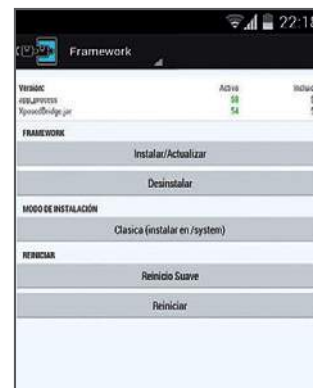 22:18
Framework
Versión: Activo
app_process 58
XposedBridge.jar 54
FRAMEWORK
Instalar/Actualizar
Desinstalar
MODO DE INSTALACIÓN
Clasica (instalar en /system)
REINICIAR
Reinicio Suave
Reiniciar